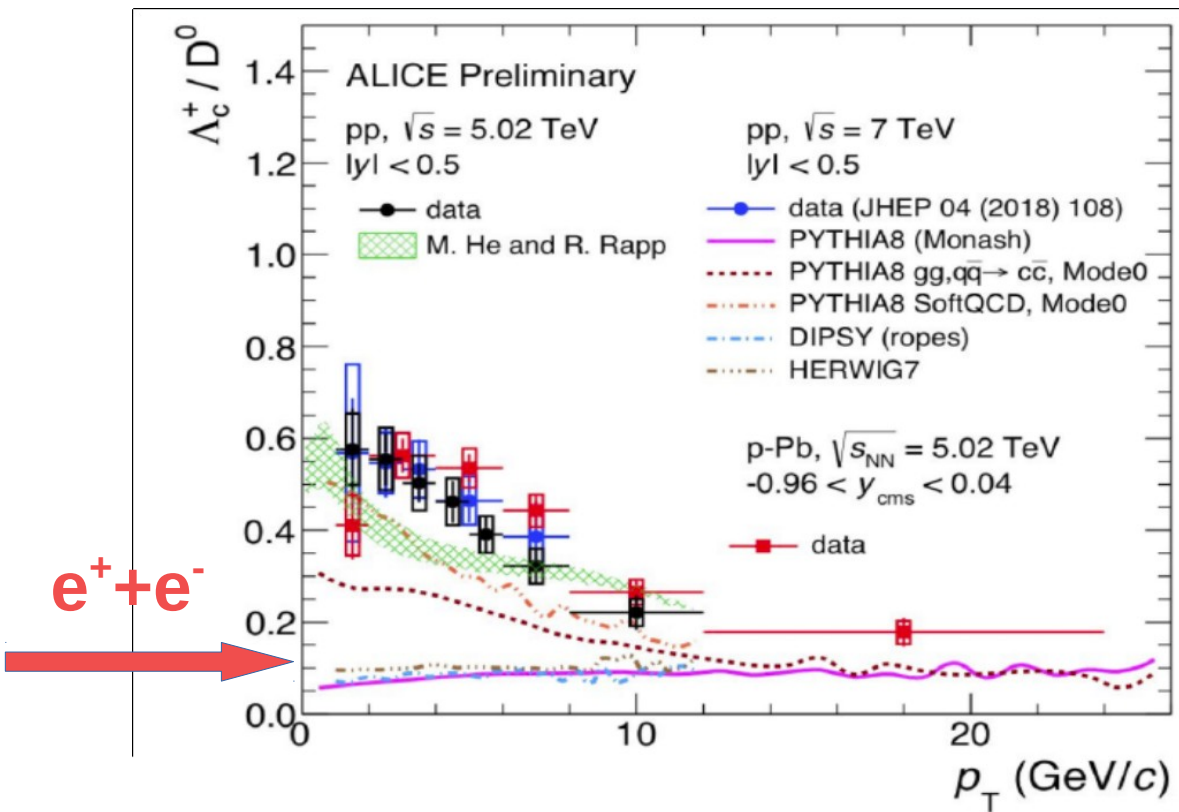 Λc+ / D0
1.4
1.2
1.0
0.8
0.6
0.4
0.2
0.0
ALICE Preliminary
pp, √s = 5.02 TeV
|y| < 0.5
data
M. He and R. Rapp
pp, √s = 7 TeV
|y| < 0.5
data (JHEP 04 (2018) 108)
PYTHIA8 (Monash)
PYTHIA8 gg,qq̅→ cc̅, Mode0
PYTHIA8 SoftQCD, Mode0
DIPSY (ropes)
HERWIG7
p-Pb, √sNN = 5.02 TeV
-0.96 < ycms < 0.04
data
e++e-
0 10 20
pT (GeV/c)